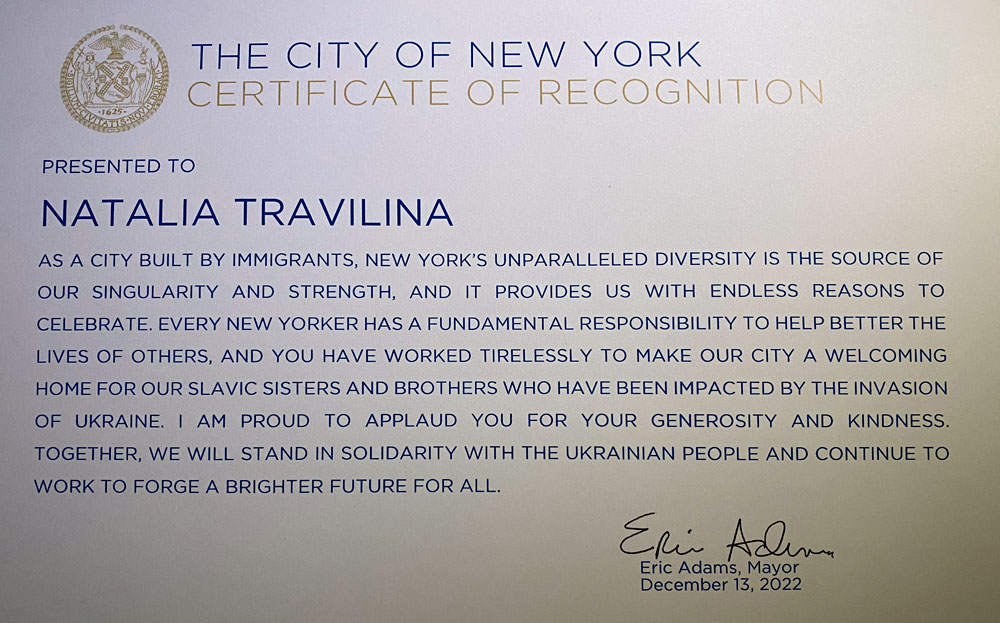 THE CITY OF NEW YORK
CERTIFICATE OF RECOGNITION
PRESENTED TO
NATALIA TRAVILINA
AS A CITY BUILT BY IMMIGRANTS, NEW YORK'S UNPARALLELED DIVERSITY IS THE SOURCE OF
OUR SINGULARITY AND STRENGTH, AND IT PROVIDES US WITH ENDLESS REASONS TO
CELEBRATE. EVERY NEW YORKER HAS A FUNDAMENTAL RESPONSIBILITY TO HELP BETTER THE
LIVES OF OTHERS, AND YOU HAVE WORKED TIRELESSLY TO MAKE OUR CITY A WELCOMING
HOME FOR OUR SLAVIC SISTERS AND BROTHERS WHO HAVE BEEN IMPACTED BY THE INVASION
OF UKRAINE. I AM PROUD TO APPLAUD YOU FOR YOUR GENEROSITY AND KINDNESS.
TOGETHER, WE WILL STAND IN SOLIDARITY WITH THE UKRAINIAN PEOPLE AND CONTINUE TO
WORK TO FORGE A BRIGHTER FUTURE FOR ALL.
Eric Adams
Eric Adams, Mayor
December 13, 2022
1625